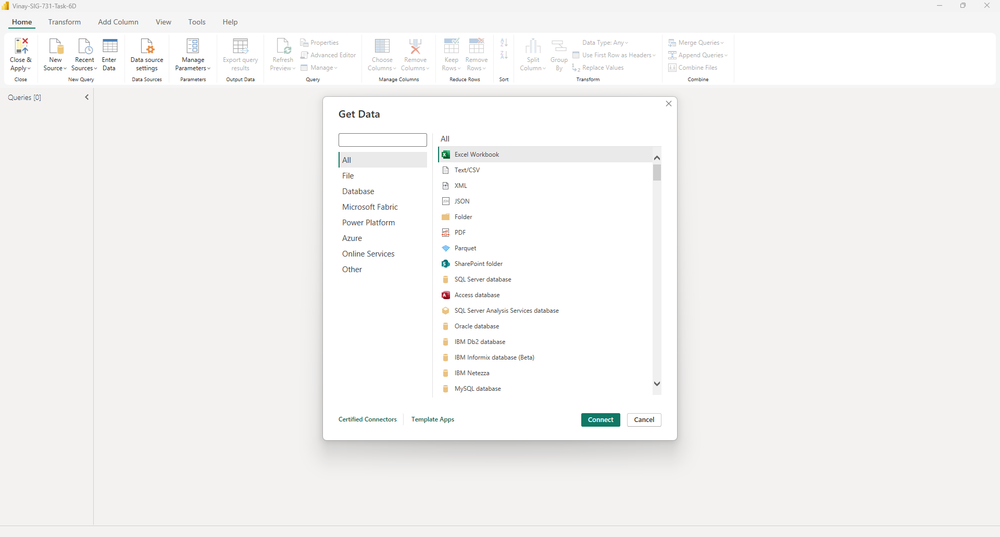 Vinay-SIG-731-Task-6D
Home Transform Add Column View Tools Help
Close & Apply
Close
New Source
Recent Sources
Enter Data
New Query
Data source settings
Data Sources
Manage Parameters
Parameters
Export query results
Output Data
Refresh Preview
Properties
Advanced Editor
Manage
Query
Choose Columns
Remove Columns
Manage Columns
Keep Rows
Remove Rows
Reduce Rows
Sort
Split Column
Group By
Data Type: Any
Use First Row as Headers
Replace Values
Transform
Merge Queries
Append Queries
Combine Files
Combine
Queries [0]
Get Data
All
File
Database
Microsoft Fabric
Power Platform
Azure
Online Services
Other
All
Excel Workbook
Text/CSV
XML
JSON
Folder
PDF
Parquet
SharePoint folder
SQL Server database
Access database
SQL Server Analysis Services database
Oracle database
IBM Db2 database
IBM Informix database (Beta)
IBM Netezza
MySQL database
Certified Connectors
Template Apps
Connect
Cancel